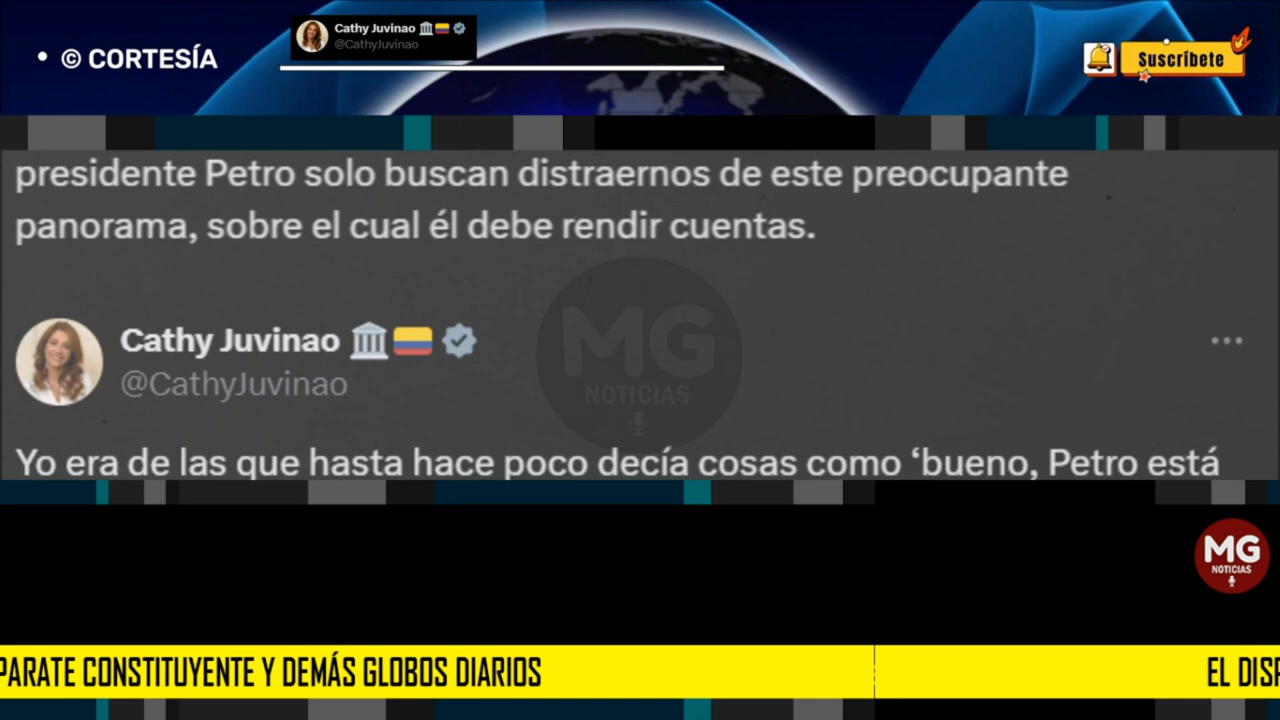 • © CORTESÍA
Cathy Juvinao 🏛️🇨🇴
@CathyJuvinao
Suscríbete
presidente Petro solo buscan distraernos de este preocupante
panorama, sobre el cual él debe rendir cuentas.
Cathy Juvinao 🏛️🇨🇴
@CathyJuvinao
MG
NOTICIAS
Yo era de las que hasta hace poco decía cosas como ‘bueno, Petro está
MG
NOTICIAS
PARATE CONSTITUYENTE Y DEMÁS GLOBOS DIARIOS
EL DISP